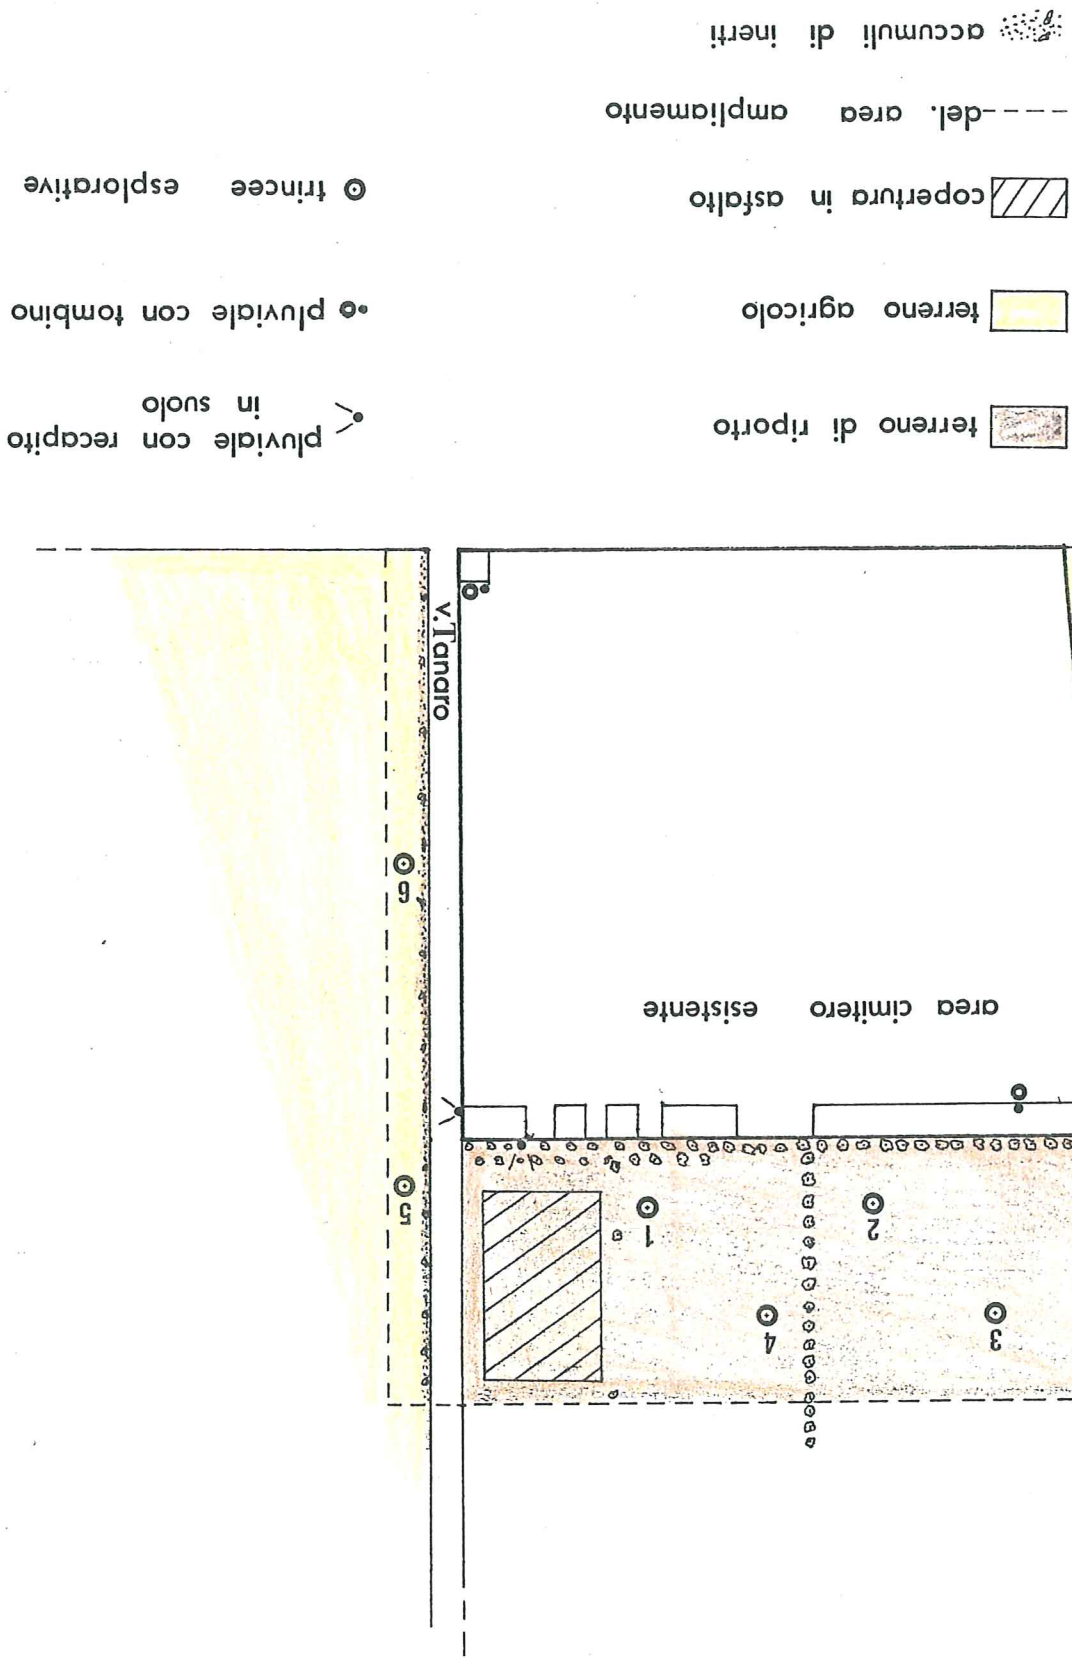 3
4
2
1
5
area cimitero esistente
6
v.Tanaro
terreno di riporto
terreno agricolo
copertura in asfalto
del. area ampliamento
accumuli di inerti
pluviale con recapito
in suolo
pluviale con tombino
trincee esplorative